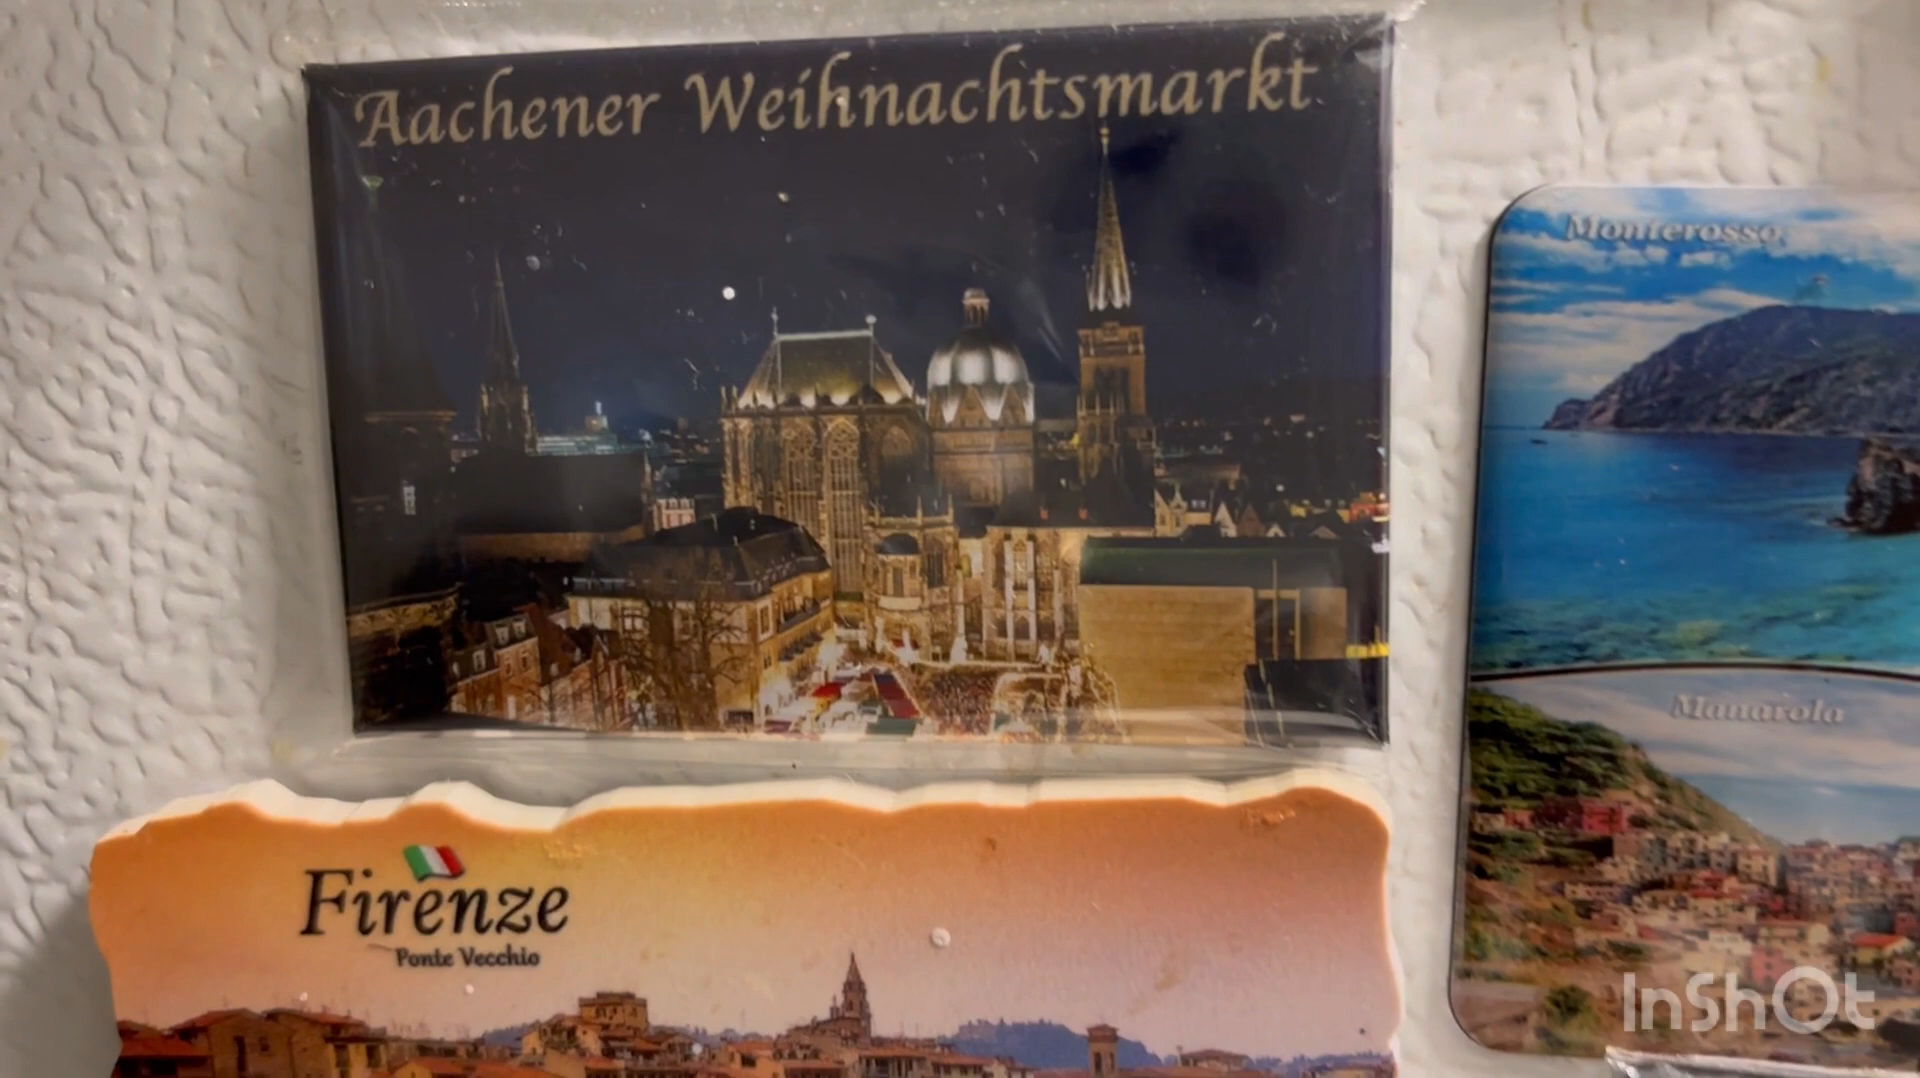 Aachener Weihnachtsmarkt
Monterosso
Manarola
Firenze
Ponte Vecchio
InShOt